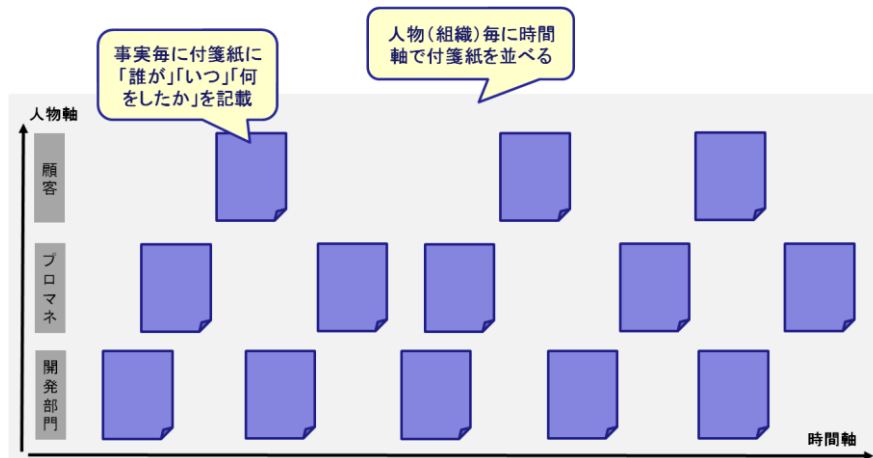 事実毎に付箋紙に
「誰が」「いつ」「何
をしたか」を記載
人物（組織）毎に時間
軸で付箋紙を並べる
人物軸
顧客
プロマネ
開発部門
時間軸